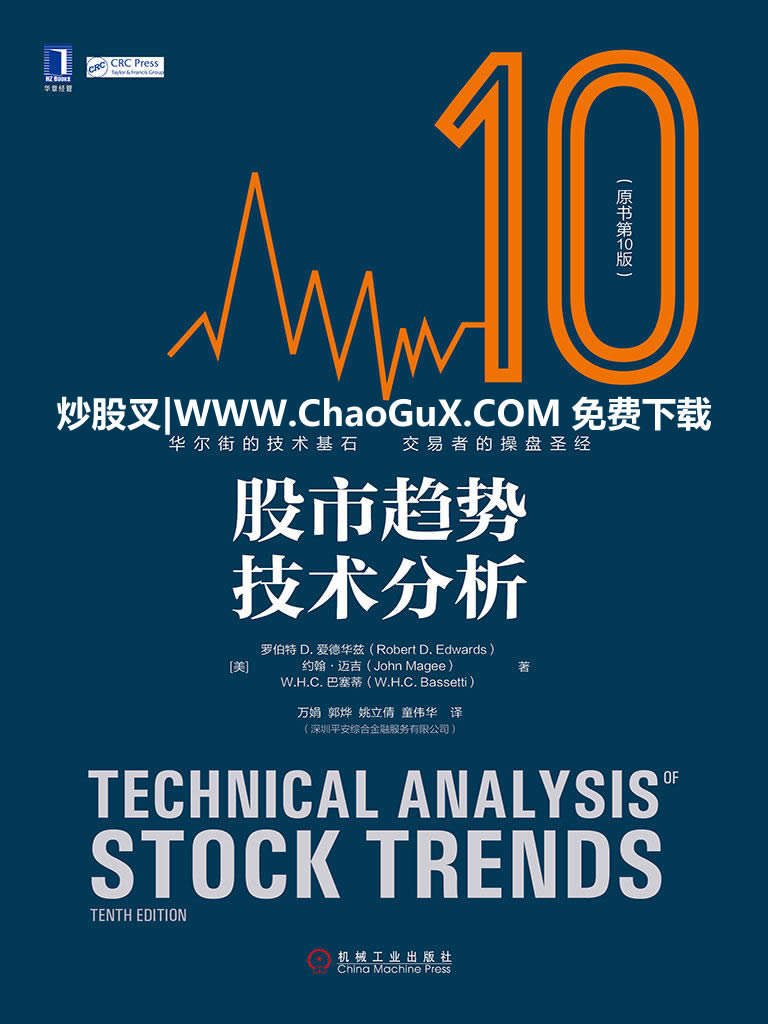 HZ BOOKS
华章经管
CRC
CRC Press
Taylor & Francis Group
10
（原书第10版）
炒股叉|WWW.ChaoGuX.COM 免费下载
华尔街的技术基石 交易者的操盘圣经
股市趋势
技术分析
罗伯特 D. 爱德华兹（Robert D. Edwards）
[美] 约翰·迈吉（John Magee） 著
W.H.C. 巴塞蒂（W.H.C. Bassetti）
万娟 郭烨 姚立倩 童伟华 译
（深圳平安综合金融服务有限公司）
TECHNICAL ANALYSIS OF
STOCK TRENDS
TENTH EDITION
机械工业出版社
China Machine Press